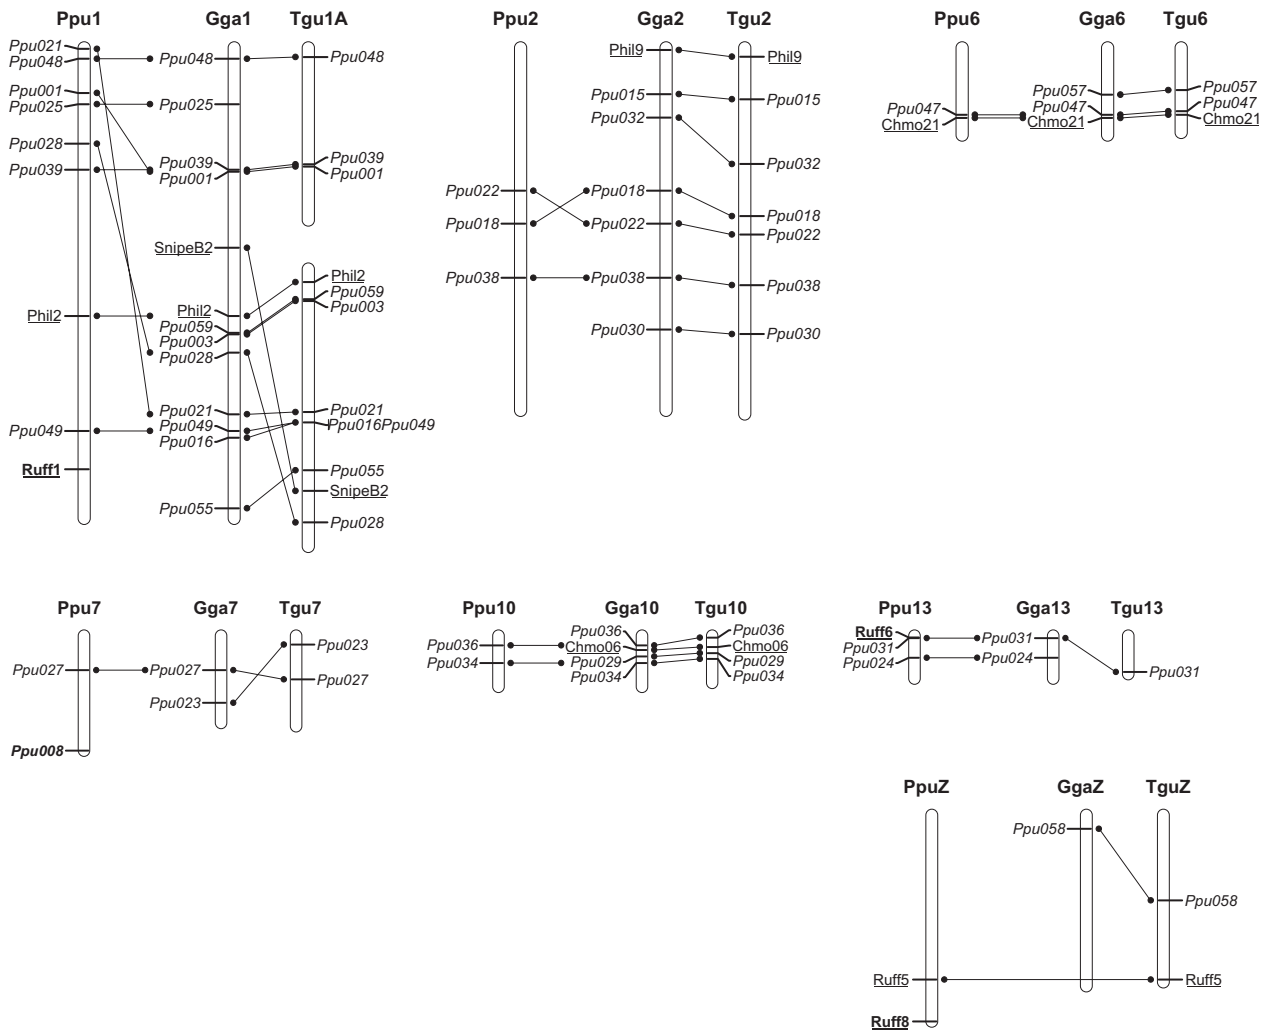 Ppu1 Gga1 Tgu1A
Ppu021
Ppu048 Ppu048 Ppu048
Ppu001
Ppu025 Ppu025
Ppu028
Ppu039 Ppu039 Ppu039
Ppu001 Ppu001
SnipeB2
Phil2 Phil2 Phil2
Ppu059 Ppu059
Ppu003 Ppu003
Ppu028
Ppu021 Ppu021
Ppu049 Ppu049 Ppu016Ppu049
Ppu016
Ruff1 Ppu055
SnipeB2
Ppu055 Ppu028
Ppu2 Gga2 Tgu2
Phil9 Phil9
Ppu015 Ppu015
Ppu032 Ppu032
Ppu022 Ppu018 Ppu018
Ppu018 Ppu022 Ppu022
Ppu038 Ppu038 Ppu038
Ppu030 Ppu030
Ppu6 Gga6 Tgu6
Ppu057 Ppu057
Ppu047 Ppu047 Ppu047
Chmo21 Chmo21 Chmo21
Ppu7 Gga7 Tgu7
Ppu023
Ppu027 Ppu027 Ppu027
Ppu023
Ppu008
Ppu10 Gga10 Tgu10
Ppu036 Ppu036 Ppu036
Chmo06 Chmo06
Ppu029 Ppu029
Ppu034 Ppu034 Ppu034
Ppu13 Gga13 Tgu13
Ruff6
Ppu031 Ppu031 Ppu031
Ppu024 Ppu024
PpuZ GgaZ TguZ
Ppu058 Ppu058
Ruff5 Ruff5
Ruff8